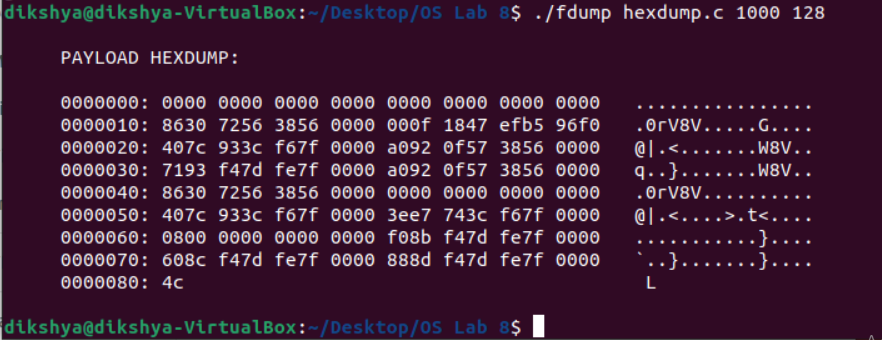 dikshya@dikshya-VirtualBox:~/Desktop/OS Lab 8$ ./fdump hexdump.c 1000 128
PAYLOAD HEXDUMP:
0000000: 0000 0000 0000 0000 0000 0000 0000 0000   ................
0000010: 8630 7256 3856 0000 000f 1847 efb5 96f0   .0rV8V.....G....
0000020: 407c 933c f67f 0000 a092 0f57 3856 0000   @|.<.......W8V..
0000030: 7193 f47d fe7f 0000 a092 0f57 3856 0000   q..}.......W8V..
0000040: 8630 7256 3856 0000 0000 0000 0000 0000   .0rV8V..........
0000050: 407c 933c f67f 0000 3ee7 743c f67f 0000   @|.<....>.t<....
0000060: 0800 0000 0000 0000 f08b f47d fe7f 0000   ...........}....
0000070: 608c f47d fe7f 0000 888d f47d fe7f 0000   `..}.......}....
0000080: 4c   L
dikshya@dikshya-VirtualBox:~/Desktop/OS Lab 8$